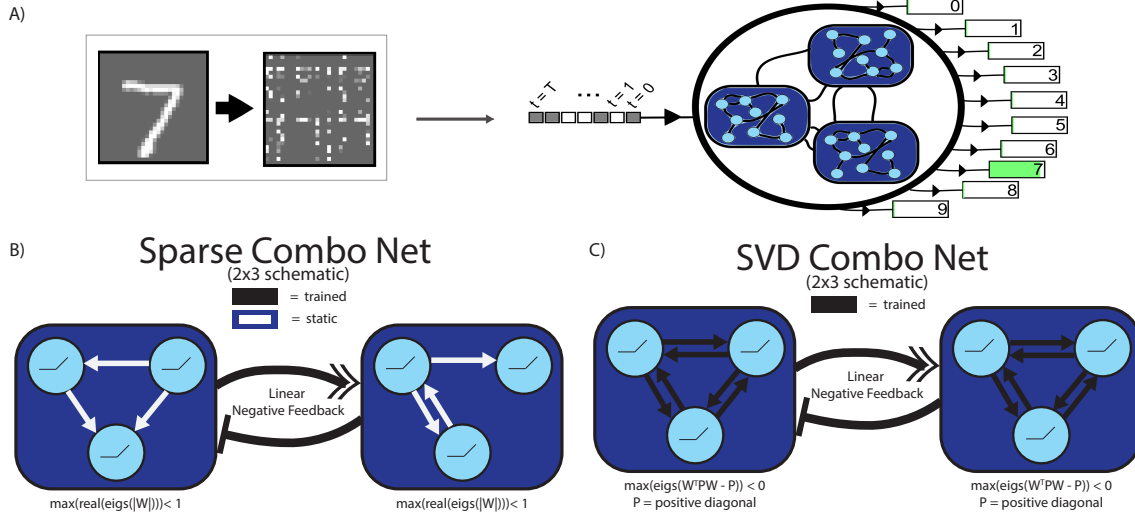 A)
t = T
...
t = 1
t = 0
0
1
2
3
4
5
6
7
8
9
B)
Sparse Combo Net
(2x3 schematic)
= trained
= static
Linear
Negative Feedback
max(real(eigs(|W|)))< 1
max(real(eigs(|W|)))< 1
C)
SVD Combo Net
(2x3 schematic)
= trained
Linear
Negative Feedback
max(eigs(WᵀPW - P)) < 0
P = positive diagonal
max(eigs(WᵀPW - P)) < 0
P = positive diagonal